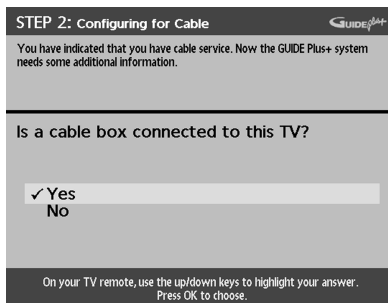 STEP 2: Configuring for Cable
GUIDE Plus+
You have indicated that you have cable service. Now the GUIDE Plus+ system
needs some additional information.
Is a cable box connected to this TV?
✓ Yes
No
On your TV remote, use the up/down keys to highlight your answer.
Press OK to choose.